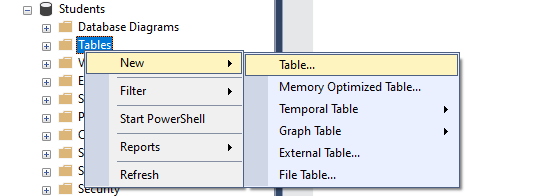 Students
Database Diagrams
Tables
New
Table...
Memory Optimized Table...
Filter
Temporal Table
Start PowerShell
Graph Table
Reports
External Table...
Refresh
File Table...
Security